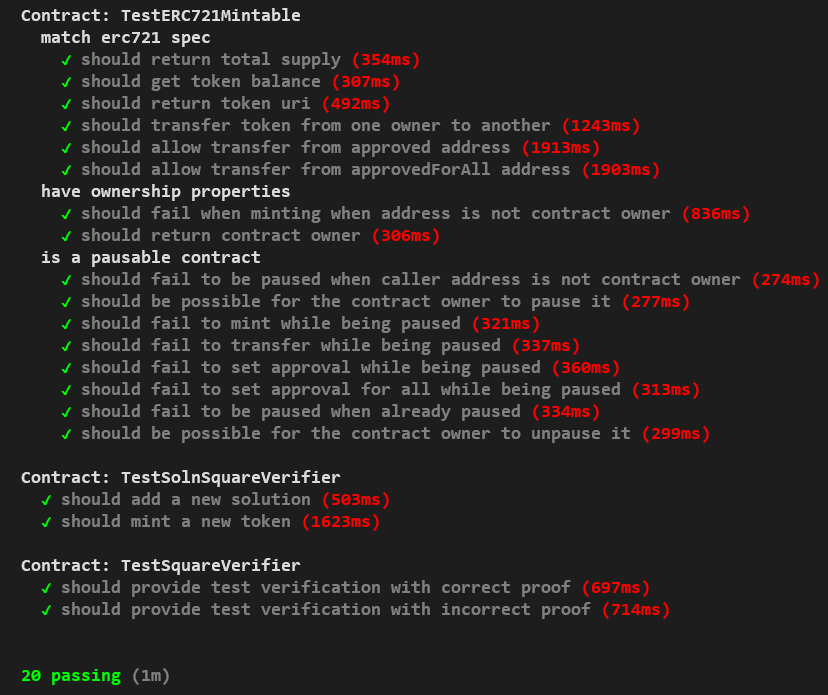 Contract: TestERC721Mintable
match erc721 spec
✓ should return total supply (354ms)
✓ should get token balance (307ms)
✓ should return token uri (492ms)
✓ should transfer token from one owner to another (1243ms)
✓ should allow transfer from approved address (1913ms)
✓ should allow transfer from approvedForAll address (1903ms)
have ownership properties
✓ should fail when minting when address is not contract owner (836ms)
✓ should return contract owner (306ms)
is a pausable contract
✓ should fail to be paused when caller address is not contract owner (274ms)
✓ should be possible for the contract owner to pause it (277ms)
✓ should fail to mint while being paused (321ms)
✓ should fail to transfer while being paused (337ms)
✓ should fail to set approval while being paused (360ms)
✓ should fail to set approval for all while being paused (313ms)
✓ should fail to be paused when already paused (334ms)
✓ should be possible for the contract owner to unpause it (299ms)
Contract: TestSolnSquareVerifier
✓ should add a new solution (503ms)
✓ should mint a new token (1623ms)
Contract: TestSquareVerifier
✓ should provide test verification with correct proof (697ms)
✓ should provide test verification with incorrect proof (714ms)
20 passing (1m)